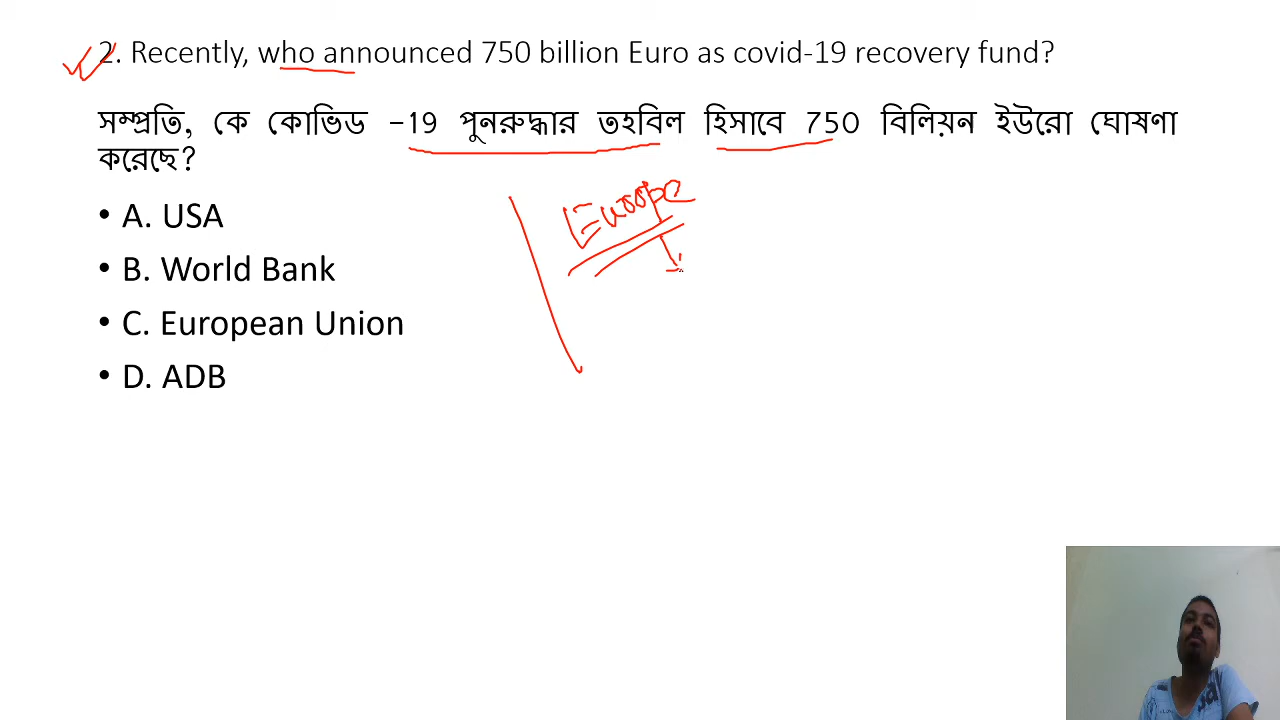 2. Recently, who announced 750 billion Euro as covid-19 recovery fund?
সম্প্রতি, কে কোভিড –19 পুনরুদ্ধার তহবিল হিসাবে 750 বিলিয়ন ইউরো ঘোষণা
করেছে?
Europe
• A. USA
• B. World Bank
• C. European Union
• D. ADB